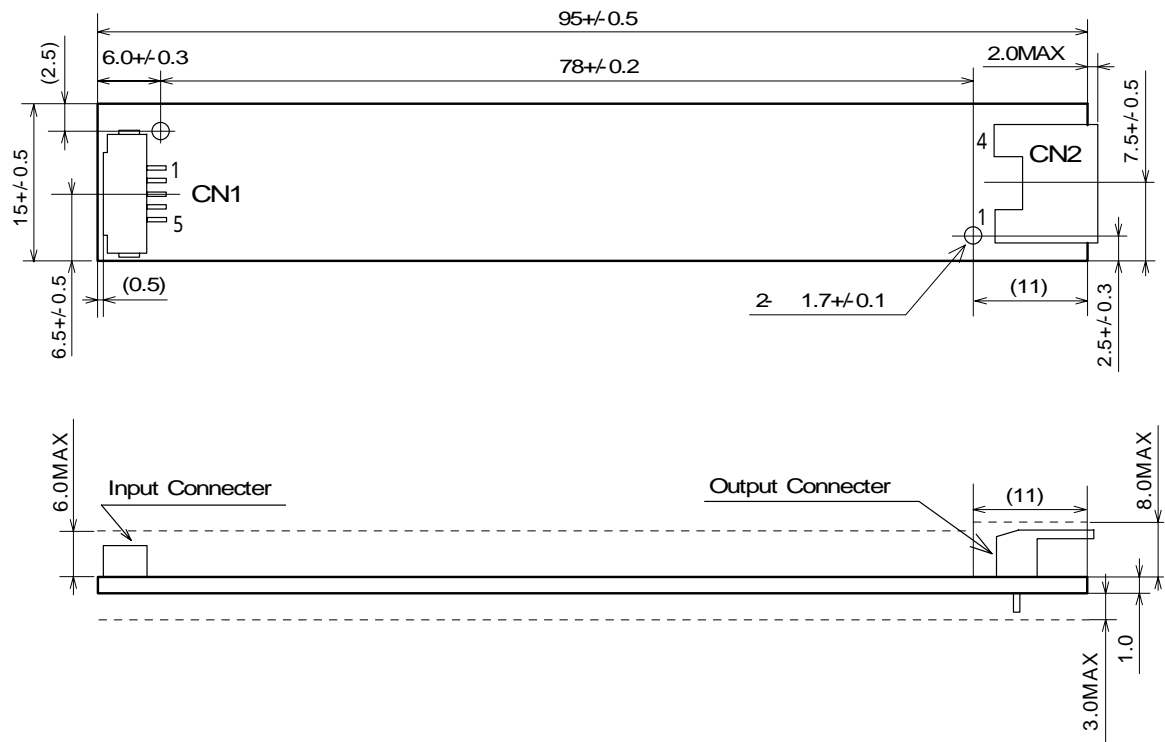 95+/-0.5
(2.5)
6.0+/-0.3
78+/-0.2
2.0MAX
15+/-0.5
7.5+/-0.5
1
CN1
5
4
CN2
1
6.5+/-0.5
(0.5)
2- 1.7+/-0.1
(11)
2.5+/-0.3
6.0MAX
Input Connecter
Output Connecter
(11)
8.0MAX
3.0MAX
1.0